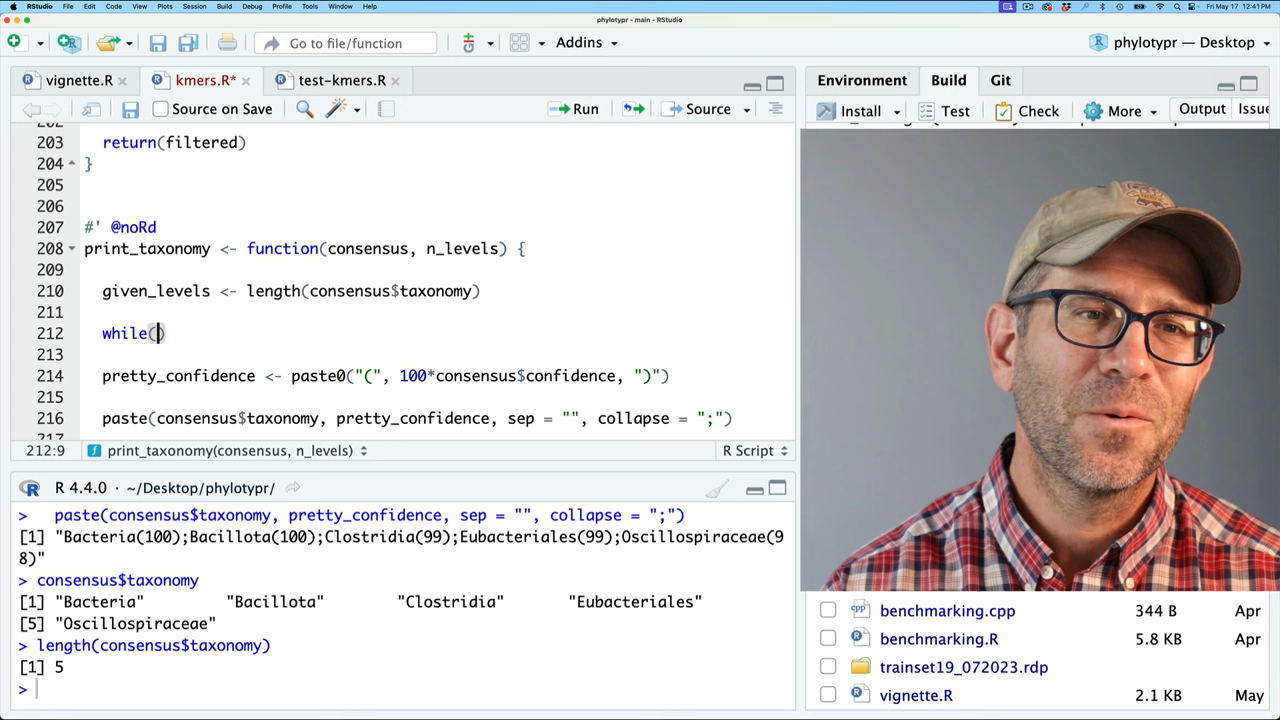 RStudio File Edit Code View Plots Session Build Debug Profile Tools Window Help Fri May 17 12:41 PM
phylotypr - main - RStudio
Go to file/function Addins phylotypr — Desktop
vignette.R kmers.R* test-kmers.R
Source on Save Run Source
203 return(filtered)
204 }
205
206
207 #' @noRd
208 print_taxonomy <- function(consensus, n_levels) {
209
210 given_levels <- length(consensus$taxonomy)
211
212 while()
213
214 pretty_confidence <- paste0("(", 100*consensus$confidence, ")")
215
216 paste(consensus$taxonomy, pretty_confidence, sep = "", collapse = ";")
212:9 print_taxonomy(consensus, n_levels) R Script
R 4.4.0 · ~/Desktop/phylotypr/
> paste(consensus$taxonomy, pretty_confidence, sep = "", collapse = ";")
[1] "Bacteria(100);Bacillota(100);Clostridia(99);Eubacteriales(99);Oscillospiraceae(9
8)"
> consensus$taxonomy
[1] "Bacteria" "Bacillota" "Clostridia" "Eubacteriales"
[5] "Oscillospiraceae"
> length(consensus$taxonomy)
[1] 5
>
Environment Build Git
Install Test Check More Output Issue
benchmarking.cpp 344 B Apr
benchmarking.R 5.8 KB Apr
trainset19_072023.rdp
vignette.R 2.1 KB May